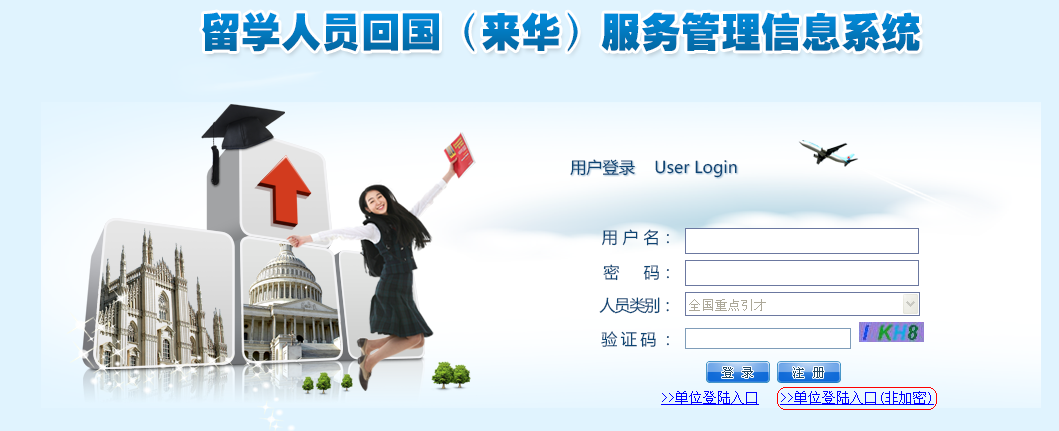 留学人员回国（来华）服务管理信息系统
用户登录 User Login
用 户 名：
密 码：
人员类别： 全国重点引才
验证码： IKH8
登 录 注 册
>>单位登陆入口 >>单位登陆入口(非加密)